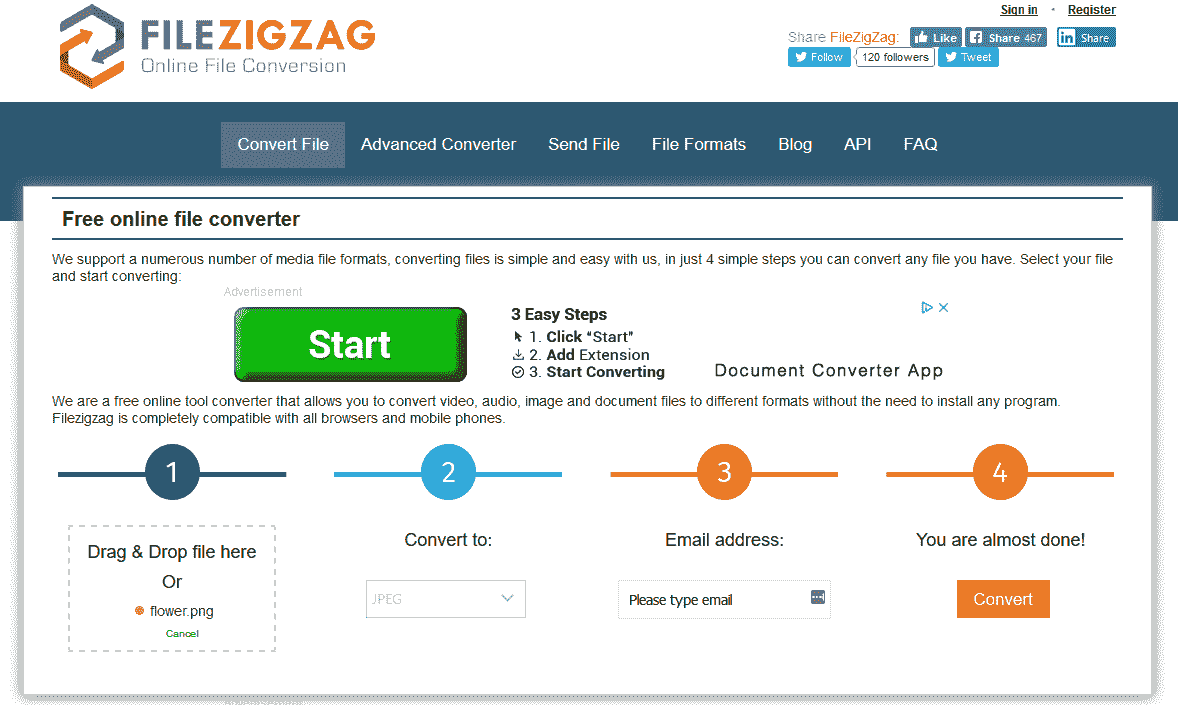 Sign in • Register
FILEZIGZAG
Online File Conversion
Share FileZigZag: Like Share 467 in Share
Follow 120 followers Tweet
Convert File Advanced Converter Send File File Formats Blog API FAQ
Free online file converter
We support a numerous number of media file formats, converting files is simple and easy with us, in just 4 simple steps you can convert any file you have. Select your file
and start converting:
Advertisement
Start
3 Easy Steps
1. Click “Start”
2. Add Extension
3. Start Converting
Document Converter App
We are a free online tool converter that allows you to convert video, audio, image and document files to different formats without the need to install any program.
Filezigzag is completely compatible with all browsers and mobile phones.
1 2 3 4
Drag & Drop file here
Or
flower.png
Cancel
Convert to:
JPEG
Email address:
Please type email
You are almost done!
Convert